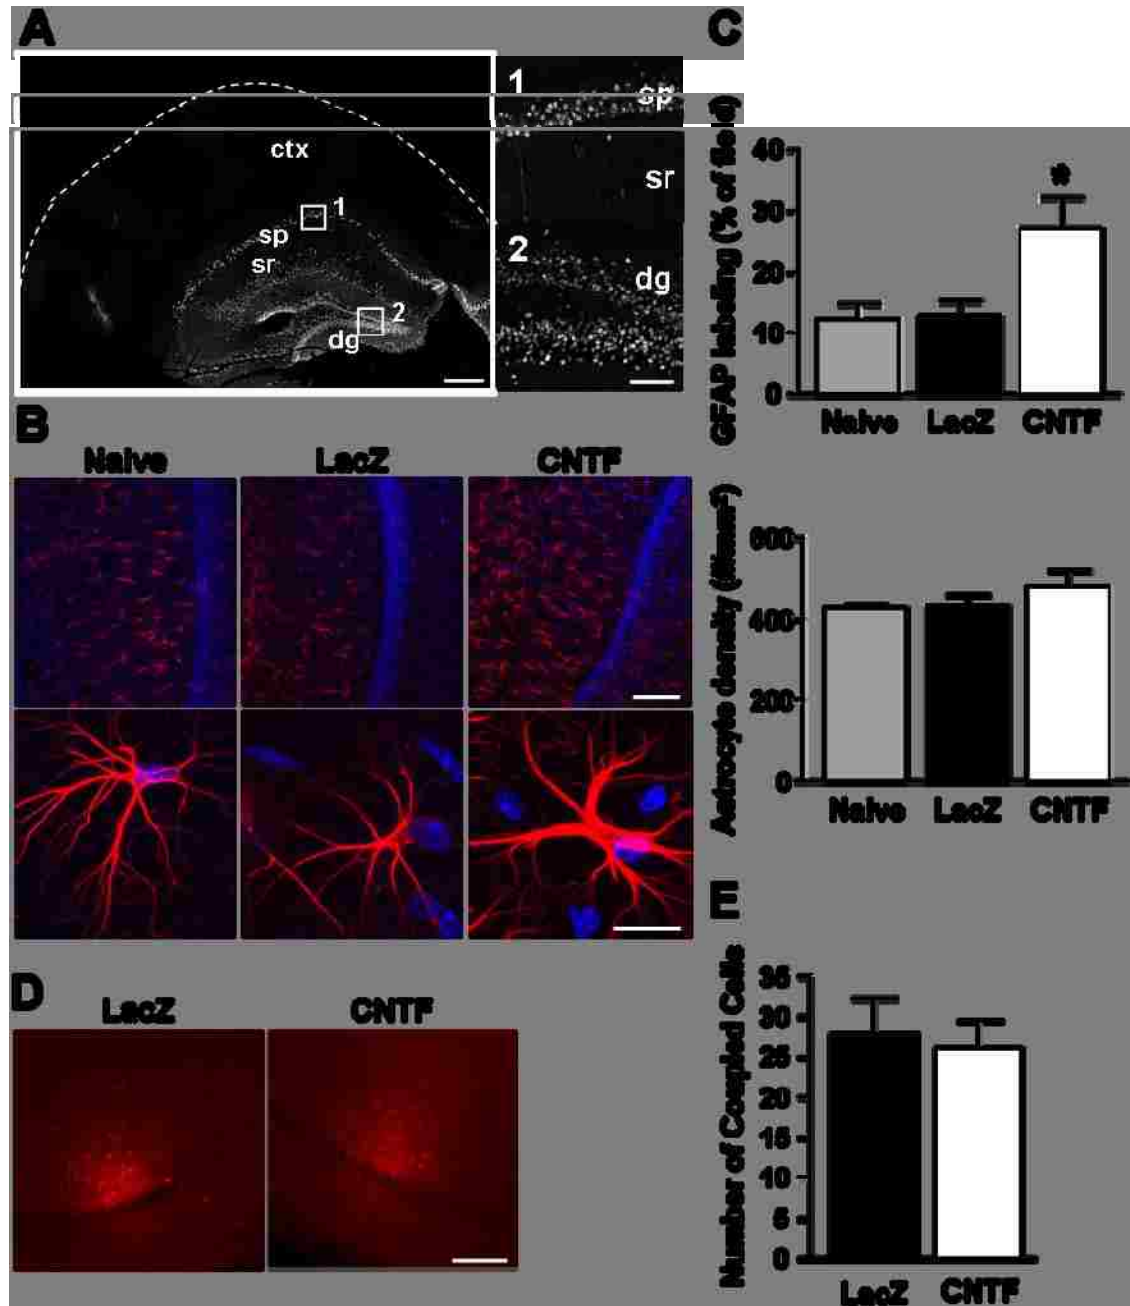 A
1
sp
sr
2
dg
ctx
1
sp
sr
2
dg
B
Naive LacZ CNTF
C
GFAP labeling (% of field)
40
30
20
10
0
*
Naive LacZ CNTF
Astrocyte density
600
400
200
0
Naive LacZ CNTF
D
LacZ CNTF
E
Number of Coupled Cells
35
30
25
20
15
10
5
0
LacZ CNTF